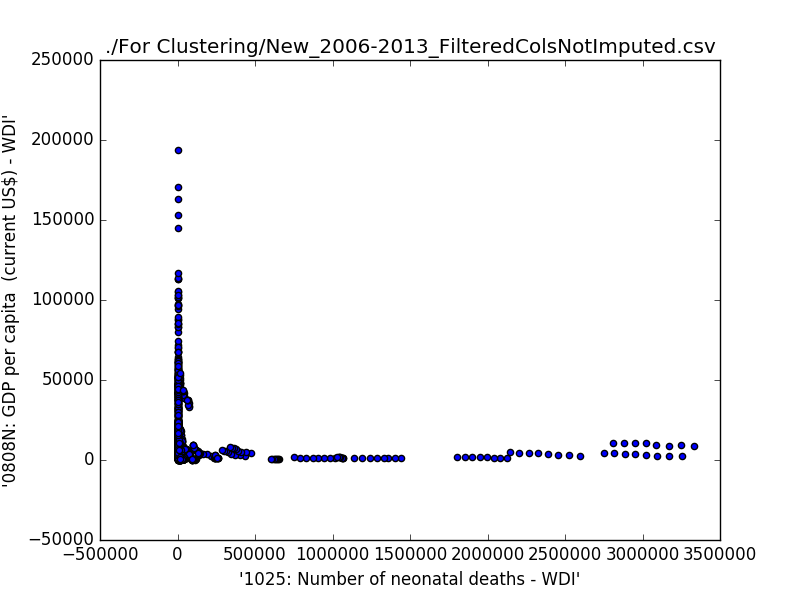 ./For Clustering/New_2006-2013_FilteredColsNotImputed.csv
250000
200000
150000
100000
50000
0
−50000
'0808N: GDP per capita  (current US$) - WDI'
−500000 0 500000 1000000 1500000 2000000 2500000 3000000 3500000
'1025: Number of neonatal deaths - WDI'